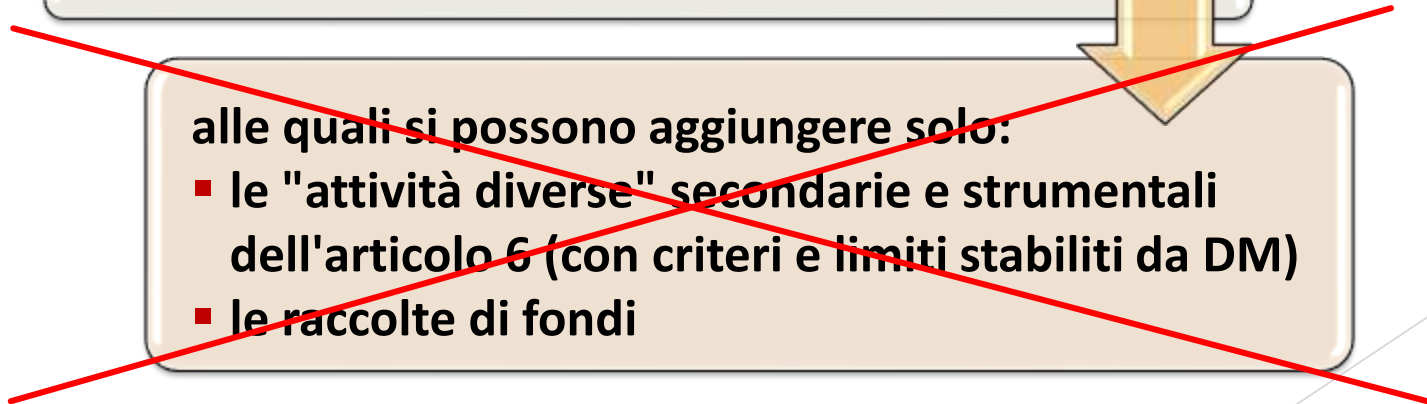 alle quali si possono aggiungere solo:
▪ le "attività diverse" secondarie e strumentali
dell'articolo 6 (con criteri e limiti stabiliti da DM)
▪ le raccolte di fondi